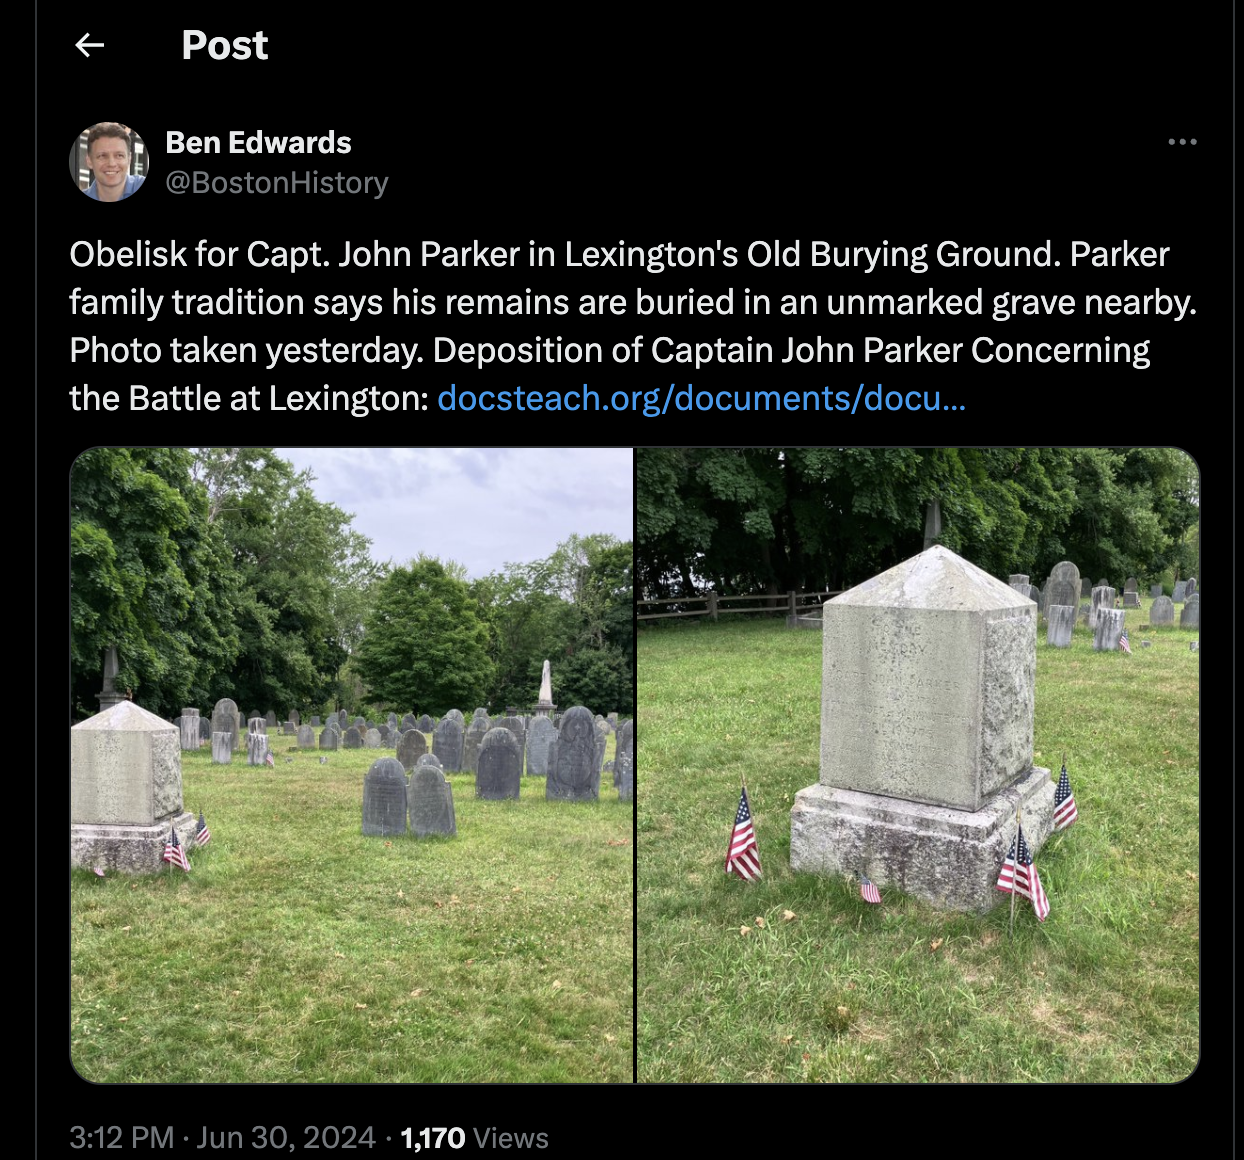 Post
Ben Edwards
@BostonHistory
Obelisk for Capt. John Parker in Lexington's Old Burying Ground. Parker
family tradition says his remains are buried in an unmarked grave nearby.
Photo taken yesterday. Deposition of Captain John Parker Concerning
the Battle at Lexington: docsteach.org/documents/docu...
3:12 PM · Jun 30, 2024 · 1,170 Views